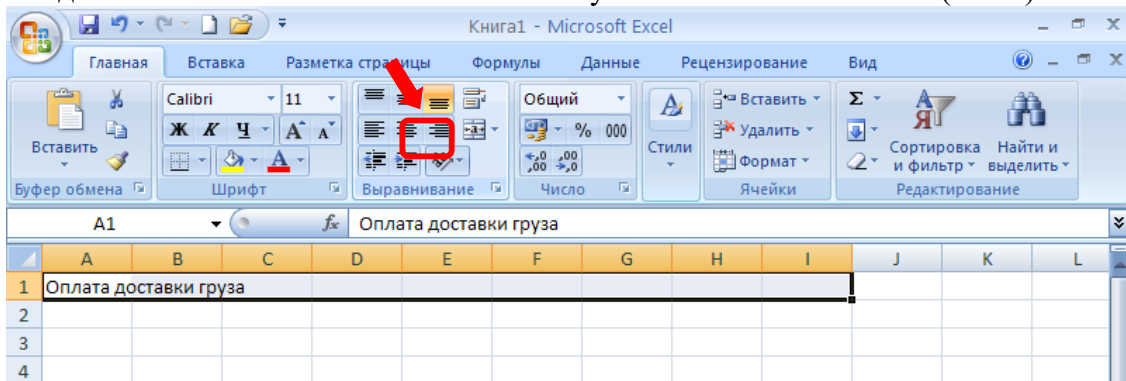 Книга1 - Microsoft Excel
Главная Вставка Разметка страницы Формулы Данные Рецензирование Вид
Calibri 11 Общий Вставить Σ
Ж К Ч А А % 000 Удалить
Вставить А Стили Формат Сортировка и фильтр Найти и выделить
Буфер обмена Шрифт Выравнивание Число Ячейки Редактирование
A1 fx Оплата доставки груза
A B C D E F G H I J K L
1 Оплата доставки груза
2
3
4